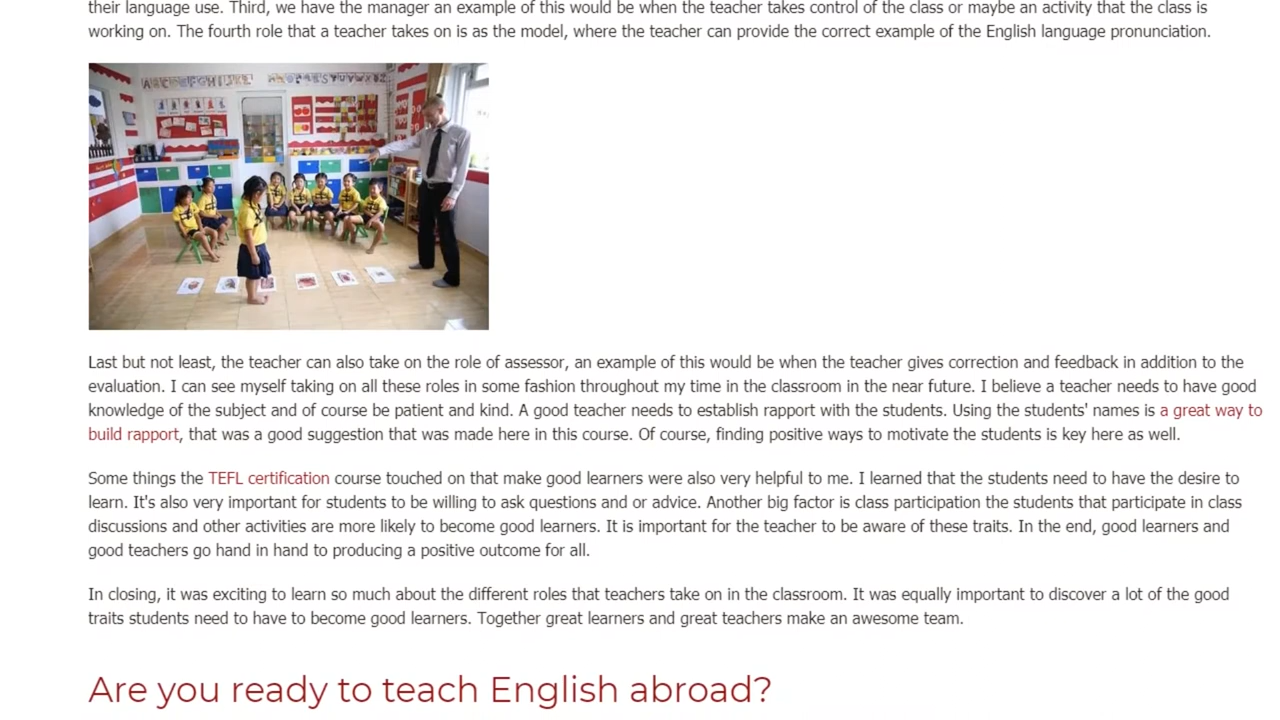 their language use. Third, we have the manager an example of this would be when the teacher takes control of the class or maybe an activity that the class is
working on. The fourth role that a teacher takes on is as the model, where the teacher can provide the correct example of the English language pronunciation.
Last but not least, the teacher can also take on the role of assessor, an example of this would be when the teacher gives correction and feedback in addition to the
evaluation. I can see myself taking on all these roles in some fashion throughout my time in the classroom in the near future. I believe a teacher needs to have good
knowledge of the subject and of course be patient and kind. A good teacher needs to establish rapport with the students. Using the students' names is a great way to
build rapport, that was a good suggestion that was made here in this course. Of course, finding positive ways to motivate the students is key here as well.
Some things the TEFL certification course touched on that make good learners were also very helpful to me. I learned that the students need to have the desire to
learn. It's also very important for students to be willing to ask questions and or advice. Another big factor is class participation the students that participate in class
discussions and other activities are more likely to become good learners. It is important for the teacher to be aware of these traits. In the end, good learners and
good teachers go hand in hand to producing a positive outcome for all.
In closing, it was exciting to learn so much about the different roles that teachers take on in the classroom. It was equally important to discover a lot of the good
traits students need to have to become good learners. Together great learners and great teachers make an awesome team.
Are you ready to teach English abroad?